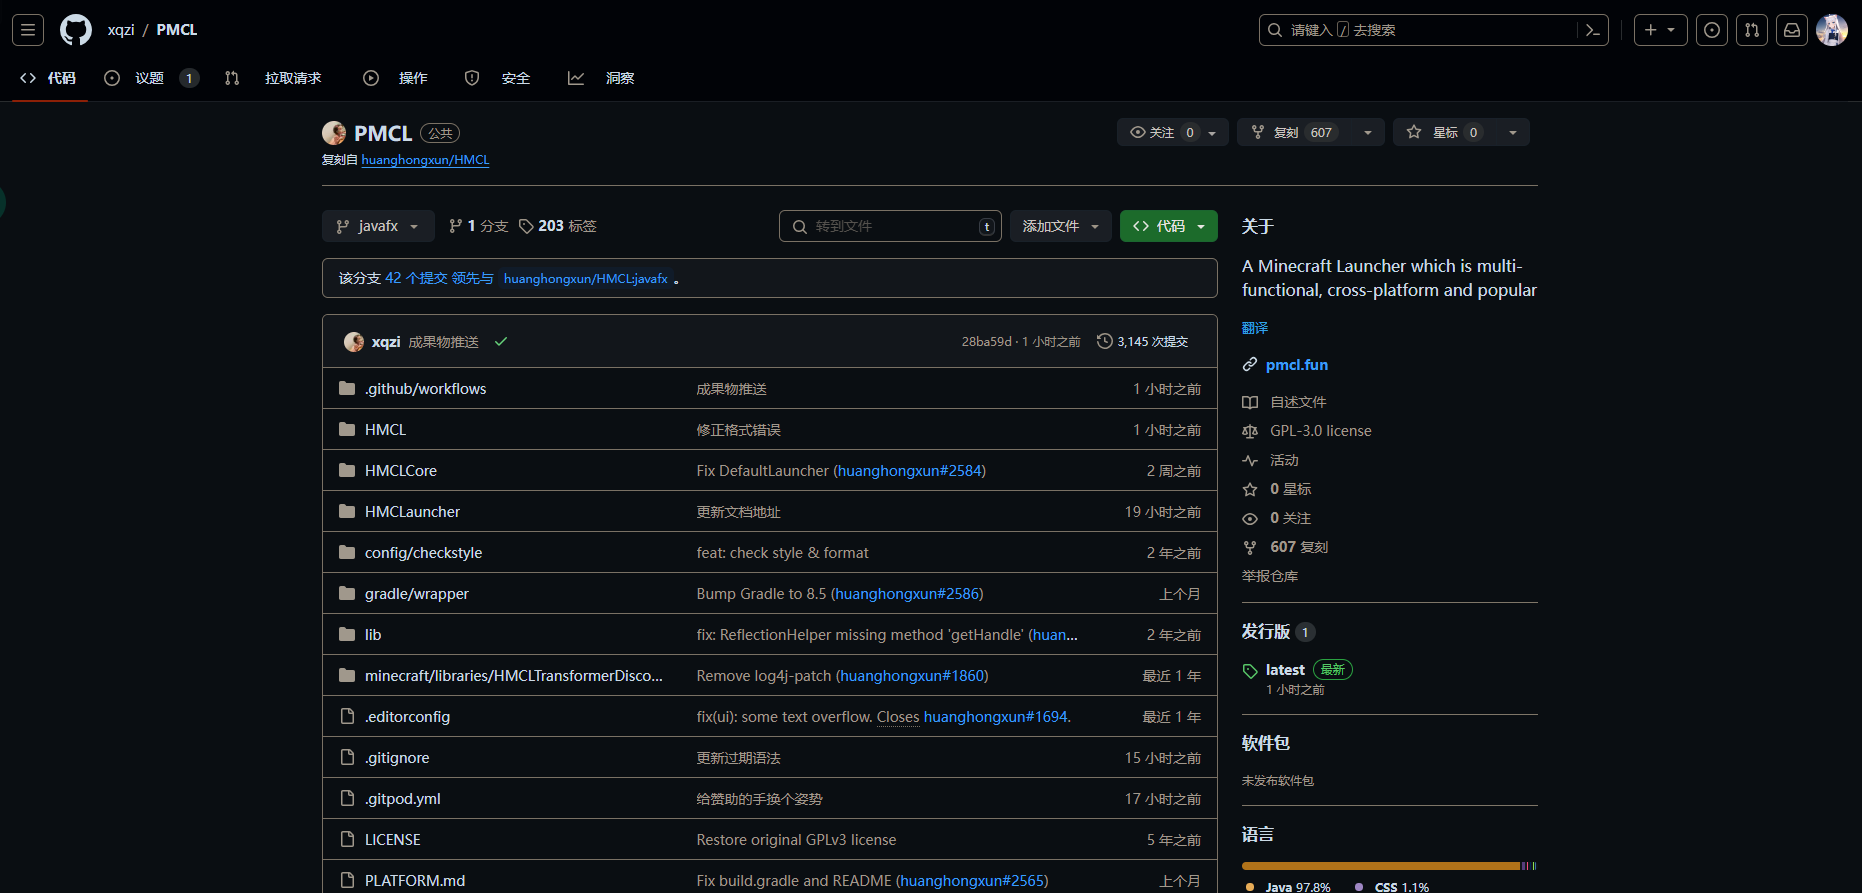 xqzi / PMCL
请键入 / 去搜索
代码
议题 1
拉取请求
操作
安全
洞察
PMCL 公共
复刻自 huanghongxun/HMCL
关注 0
复刻 607
星标 0
javafx
1 分支
203 标签
转到文件 t
添加文件
代码
该分支 42 个提交 领先与 huanghongxun/HMCL:javafx 。
xqzi 成果物推送
28ba59d · 1 小时之前
3,145 次提交
.github/workflows 成果物推送 1 小时之前
HMCL 修正格式错误 1 小时之前
HMCLCore Fix DefaultLauncher (huanghongxun#2584) 2 周之前
HMCLauncher 更新文档地址 19 小时之前
config/checkstyle feat: check style & format 2 年之前
gradle/wrapper Bump Gradle to 8.5 (huanghongxun#2586) 上个月
lib fix: ReflectionHelper missing method 'getHandle' (huan... 2 年之前
minecraft/libraries/HMCLTransformerDisco... Remove log4j-patch (huanghongxun#1860) 最近 1 年
.editorconfig fix(ui): some text overflow. Closes huanghongxun#1694. 最近 1 年
.gitignore 更新过期语法 15 小时之前
.gitpod.yml 给赞助的手换个姿势 17 小时之前
LICENSE Restore original GPLv3 license 5 年之前
PLATFORM.md Fix build.gradle and README (huanghongxun#2565) 上个月
关于
A Minecraft Launcher which is multi-
functional, cross-platform and popular
翻译
pmcl.fun
自述文件
GPL-3.0 license
活动
0 星标
0 关注
607 复刻
举报仓库
发行版 1
latest 最新
1 小时之前
软件包
未发布软件包
语言
Java 97.8% CSS 1.1%